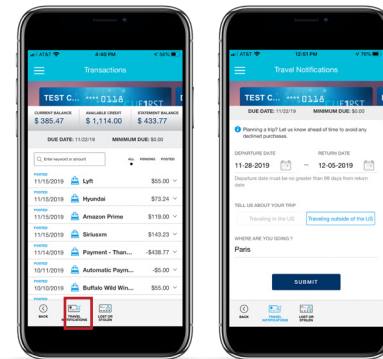 AT&T 4:40 PM 64%
Transactions
TEST C... ****0118
CURRENT BALANCE AVAILABLE CREDIT STATEMENT BALANCE
$ 385.47 $ 1,114.00 $ 433.77
DUE DATE: 11/22/19 MINIMUM DUE: $0.00
Enter keyword or amount ALL PENDING POSTED
POSTED
11/15/2019 Lyft $55.00
POSTED
11/15/2019 Hyundai $73.24
POSTED
11/15/2019 Amazon Prime $119.00
POSTED
11/15/2019 Siriusxm $143.23
POSTED
11/14/2019 Payment - Than... -$438.77
POSTED
10/11/2019 Automatic Paym... -$5.00
POSTED
10/10/2019 Buffalo Wild Win... $55.00
POSTED
BACK TRAVEL NOTIFICATIONS LOST OR STOLEN
AT&T 12:51 PM 76%
Travel Notifications
TEST C... ****0118
DUE DATE: 11/22/19 MINIMUM DUE: $0.00
Planning a trip? Let us know ahead of time to avoid any
declined purchases.
DEPARTURE DATE RETURN DATE
11-28-2019 – 12-05-2019
Departure date must be no greater than 99 days from return
date
TELL US ABOUT YOUR TRIP
Traveling in the US Traveling outside of the US
WHERE ARE YOU GOING ?
Paris
SUBMIT
BACK TRAVEL NOTIFICATIONS LOST OR STOLEN